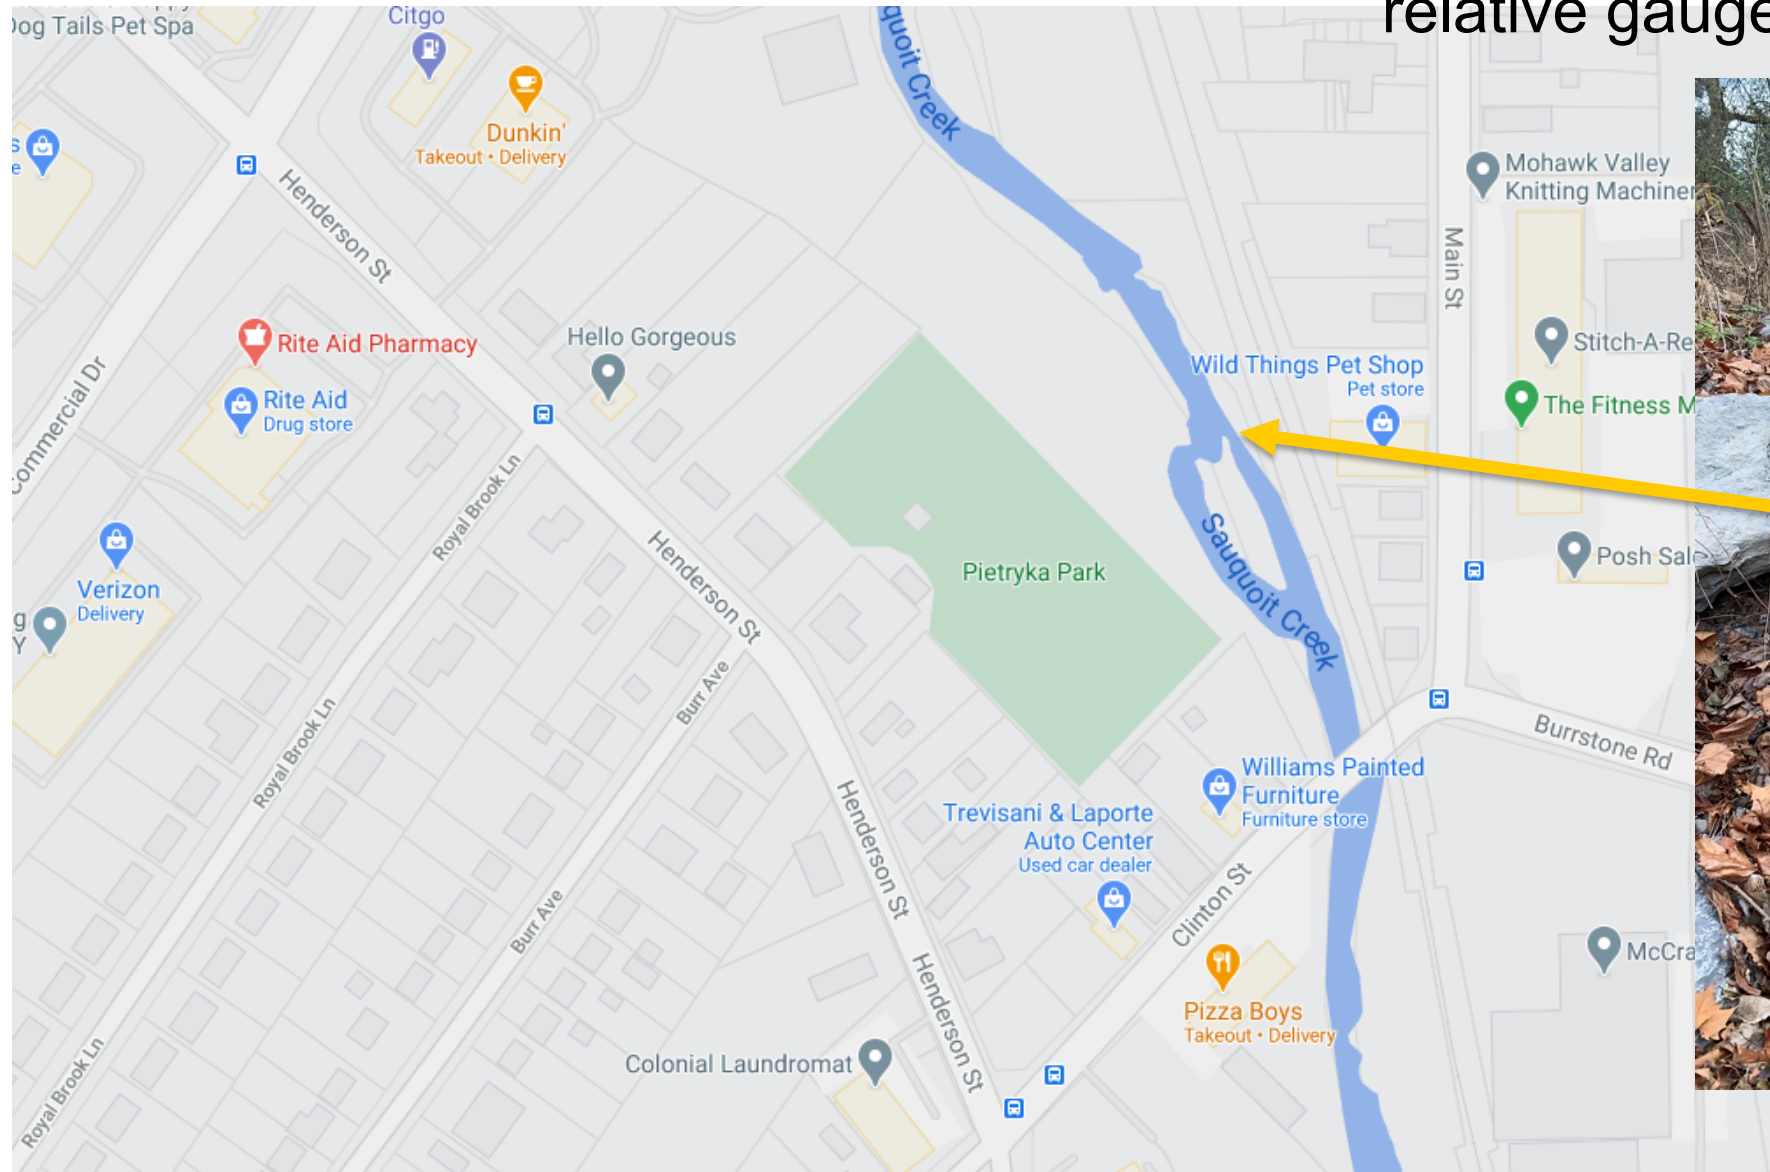 relative gauge
Dog Tails Pet Spa
Citgo
Dunkin'
Takeout • Delivery
Sauquoit Creek
Mohawk Valley
Knitting Machiner
Henderson St
Main St
Commercial Dr
Rite Aid Pharmacy
Rite Aid
Drug store
Hello Gorgeous
Wild Things Pet Shop
Pet store
Stitch-A-Re
The Fitness M
Royal Brook Ln
Henderson St
Verizon
Delivery
g
Y
s
e
Pietryka Park
Sauquoit Creek
Posh Sal
Burr Ave
Royal Brook Ln
Burrstone Rd
Williams Painted
Furniture
Furniture store
Trevisani & Laporte
Auto Center
Used car dealer
Henderson St
Clinton St
Burr Ave
McCra
Pizza Boys
Takeout • Delivery
Henderson St
Colonial Laundromat
Royal Brook Ln